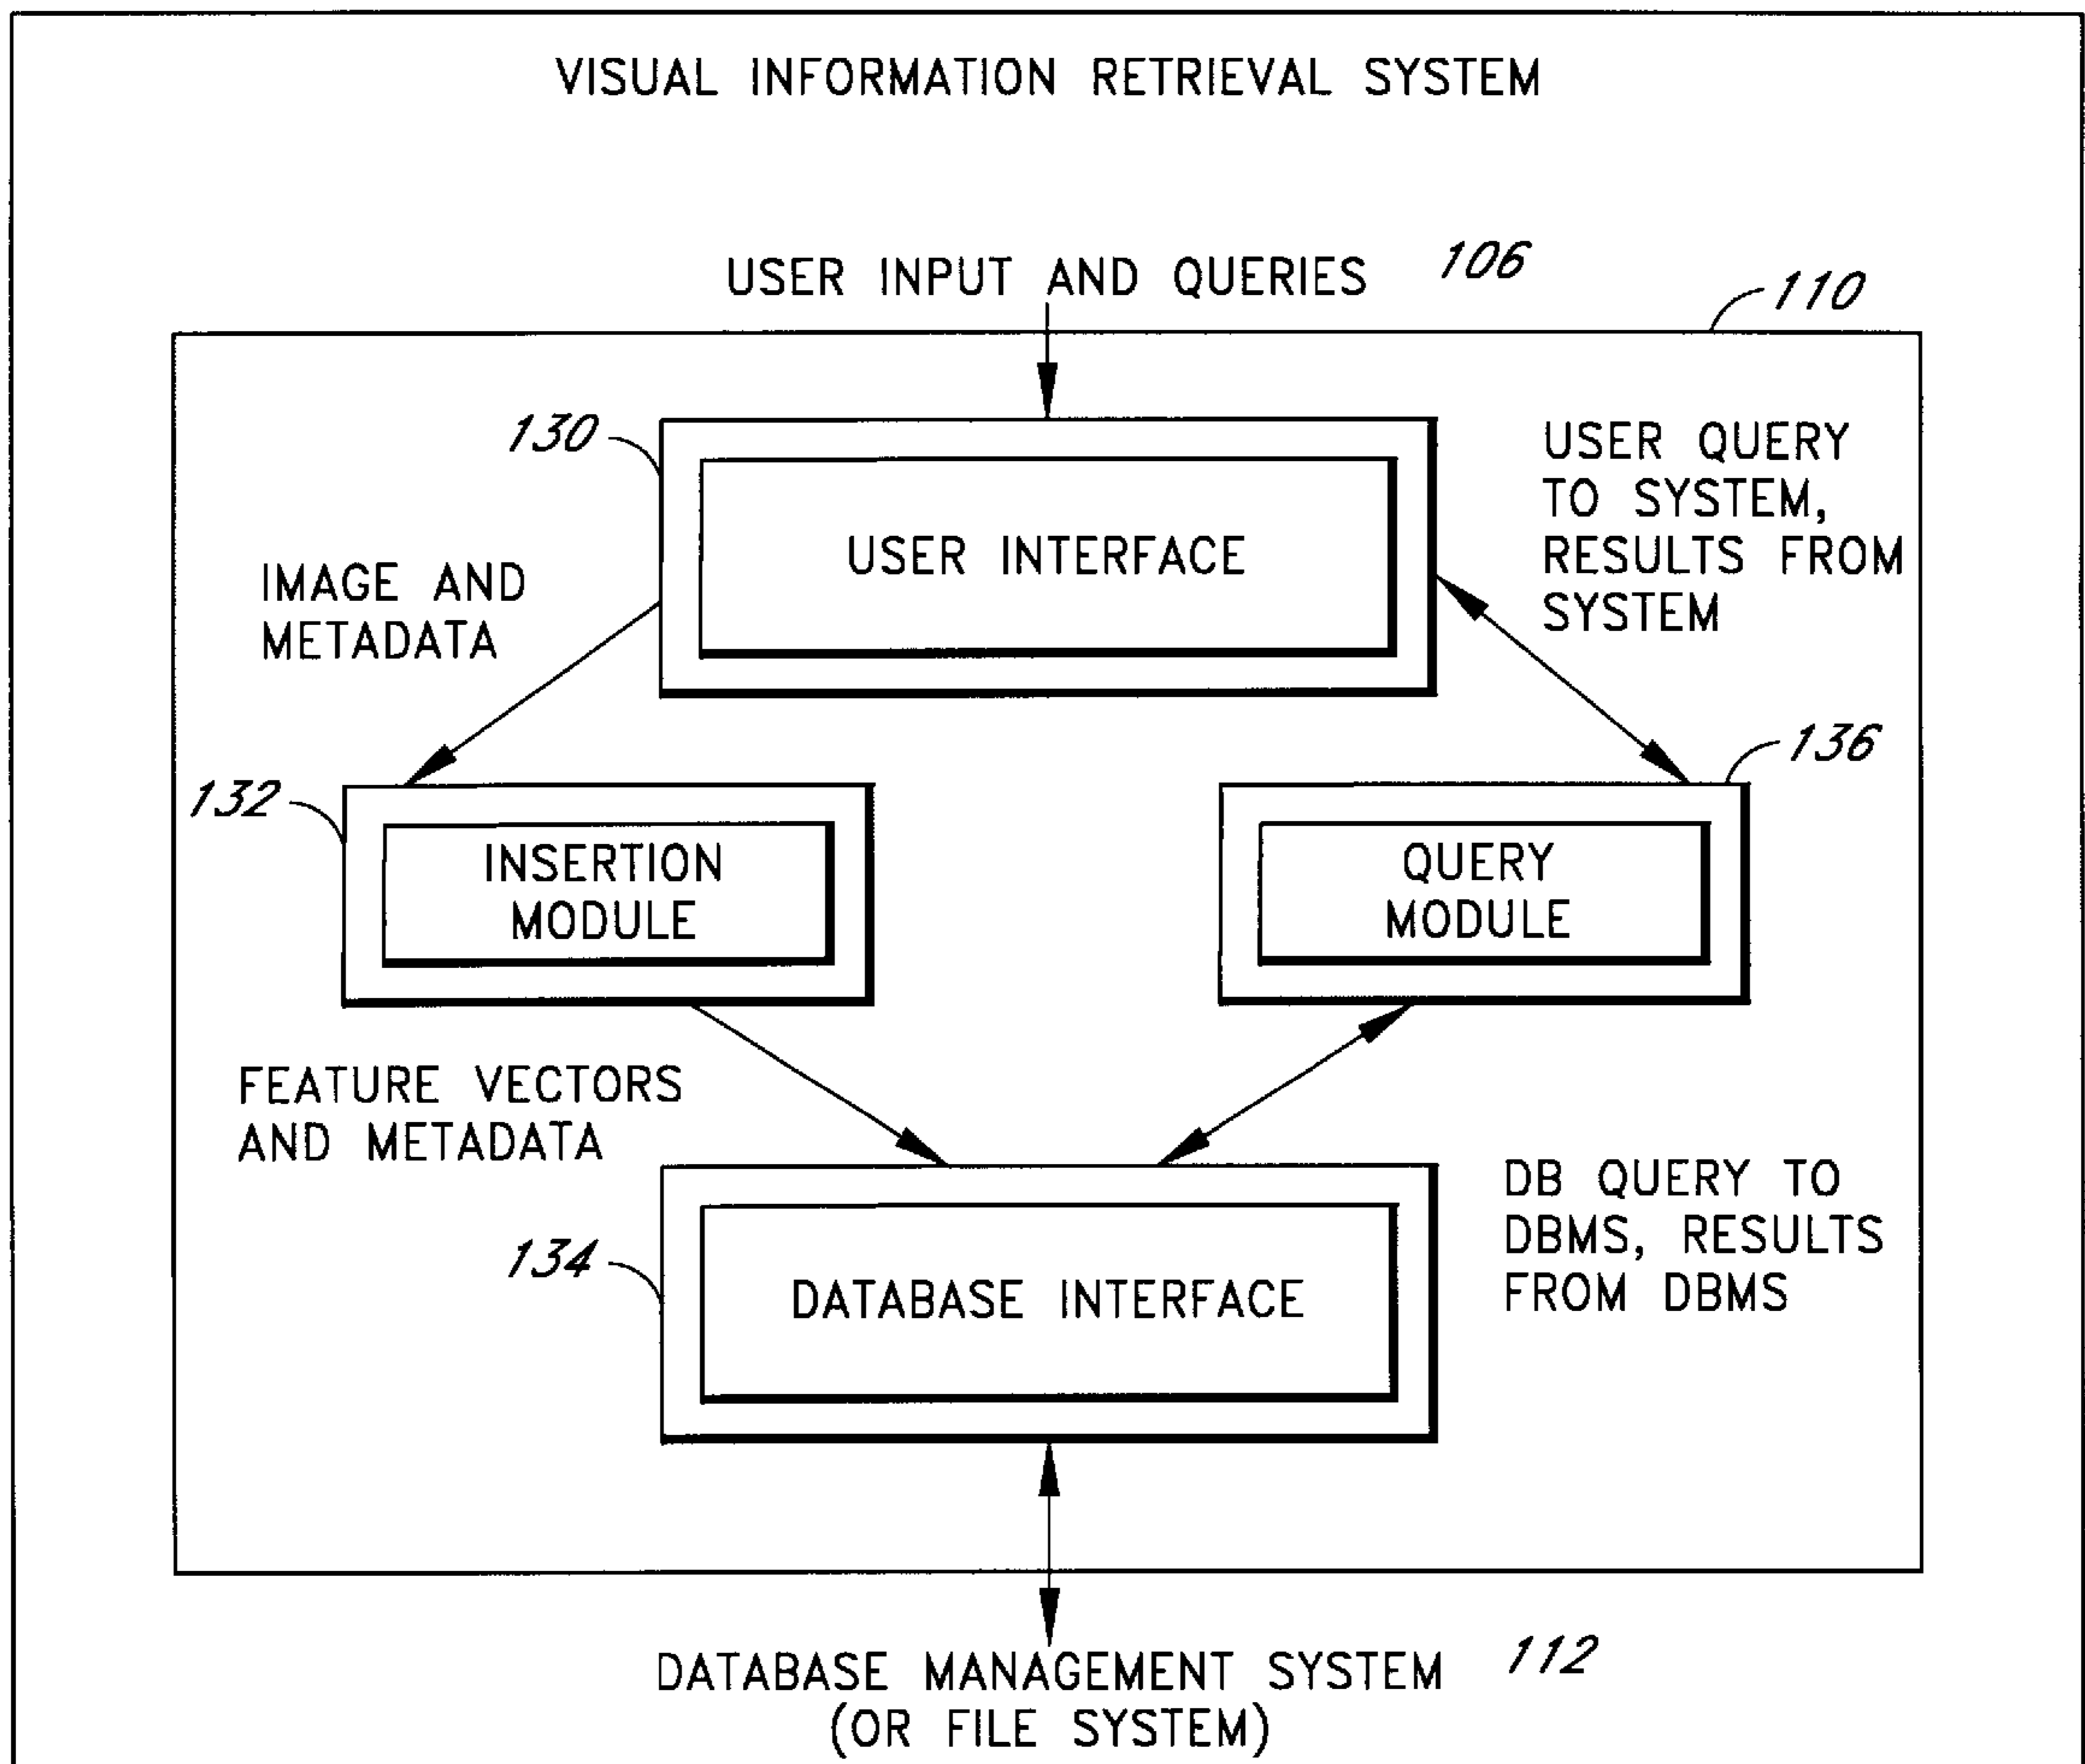 VISUAL INFORMATION RETRIEVAL SYSTEM
USER INPUT AND QUERIES 106
110
130
USER INTERFACE
USER QUERY
TO SYSTEM,
RESULTS FROM
SYSTEM
IMAGE AND
METADATA
132
INSERTION
MODULE
136
QUERY
MODULE
FEATURE VECTORS
AND METADATA
134
DATABASE INTERFACE
DB QUERY TO
DBMS, RESULTS
FROM DBMS
DATABASE MANAGEMENT SYSTEM 112
(OR FILE SYSTEM)